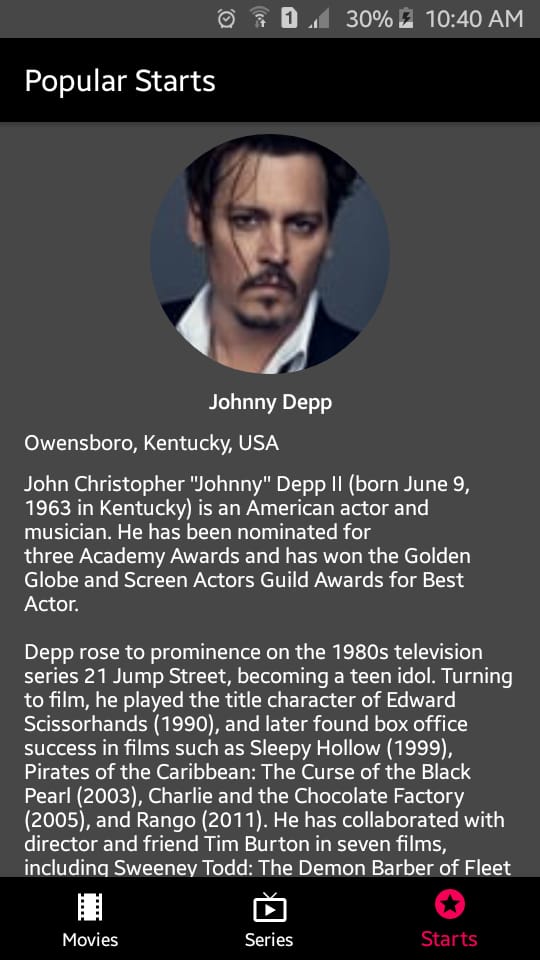 1 30% 10:40 AM
Popular Starts
Johnny Depp
Owensboro, Kentucky, USA
John Christopher "Johnny" Depp II (born June 9,
1963 in Kentucky) is an American actor and
musician. He has been nominated for
three Academy Awards and has won the Golden
Globe and Screen Actors Guild Awards for Best
Actor.
Depp rose to prominence on the 1980s television
series 21 Jump Street, becoming a teen idol. Turning
to film, he played the title character of Edward
Scissorhands (1990), and later found box office
success in films such as Sleepy Hollow (1999),
Pirates of the Caribbean: The Curse of the Black
Pearl (2003), Charlie and the Chocolate Factory
(2005), and Rango (2011). He has collaborated with
director and friend Tim Burton in seven films,
including Sweeney Todd: The Demon Barber of Fleet
Movies Series Starts